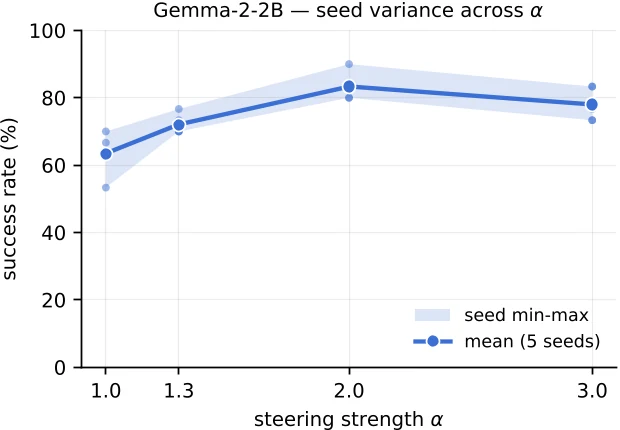 Gemma-2-2B — seed variance across α
100
80
60
40
20
0
success rate (%)
seed min-max
mean (5 seeds)
1.0 1.3 2.0 3.0
steering strength α